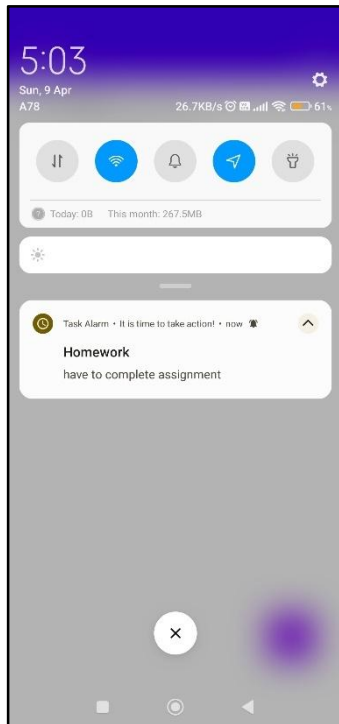 5:03
Sun, 9 Apr
A78 26.7KB/s 61%
Today: 0B This month: 267.5MB
Task Alarm • It is time to take action! • now
Homework
have to complete assignment